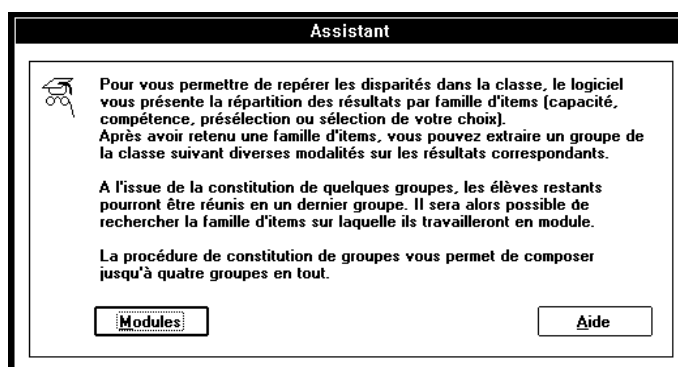 Assistant
Pour vous permettre de repérer les disparités dans la classe, le logiciel
vous présente la répartition des résultats par famille d'items (capacité,
compétence, présélection ou sélection de votre choix).
Après avoir retenu une famille d'items, vous pouvez extraire un groupe de
la classe suivant diverses modalités sur les résultats correspondants.
A l'issue de la constitution de quelques groupes, les élèves restants
pourront être réunis en un dernier groupe. Il sera alors possible de
rechercher la famille d'items sur laquelle ils travailleront en module.
La procédure de constitution de groupes vous permet de composer
jusqu'à quatre groupes en tout.
Modules
Aide